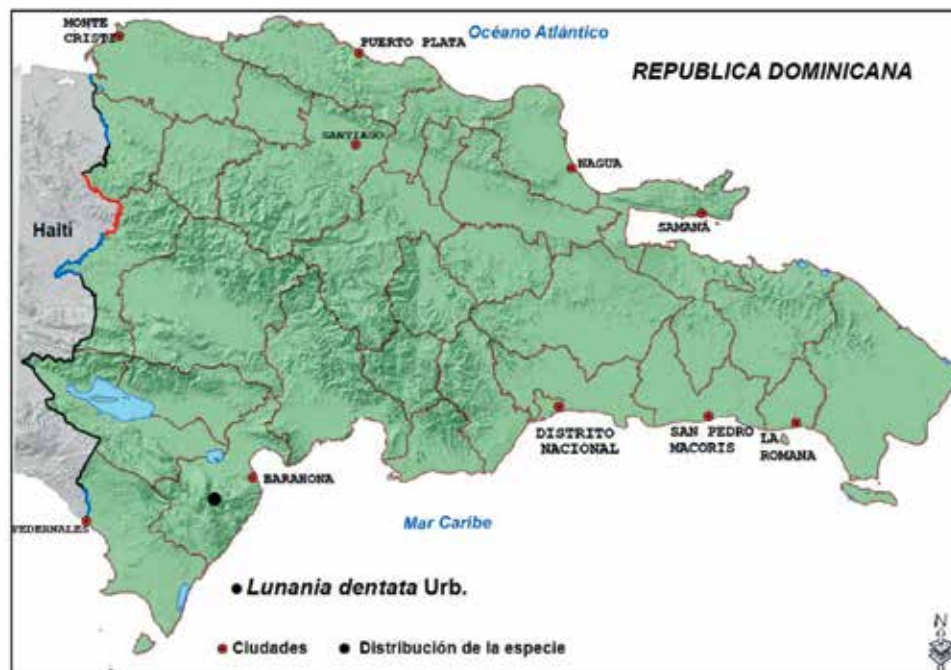 MONTE
CRISTI
PUERTO PLATA
Océano Atlántico
REPUBLICA DOMINICANA
SANTIAGO
NAGUA
SAMANÁ
Haití
DISTRITO
NACIONAL
SAN PEDRO
MACORIS
LA
ROMANA
BARAHONA
PEDERNALES
Mar Caribe
Lunania dentata Urb.
Ciudades
Distribución de la especie
N